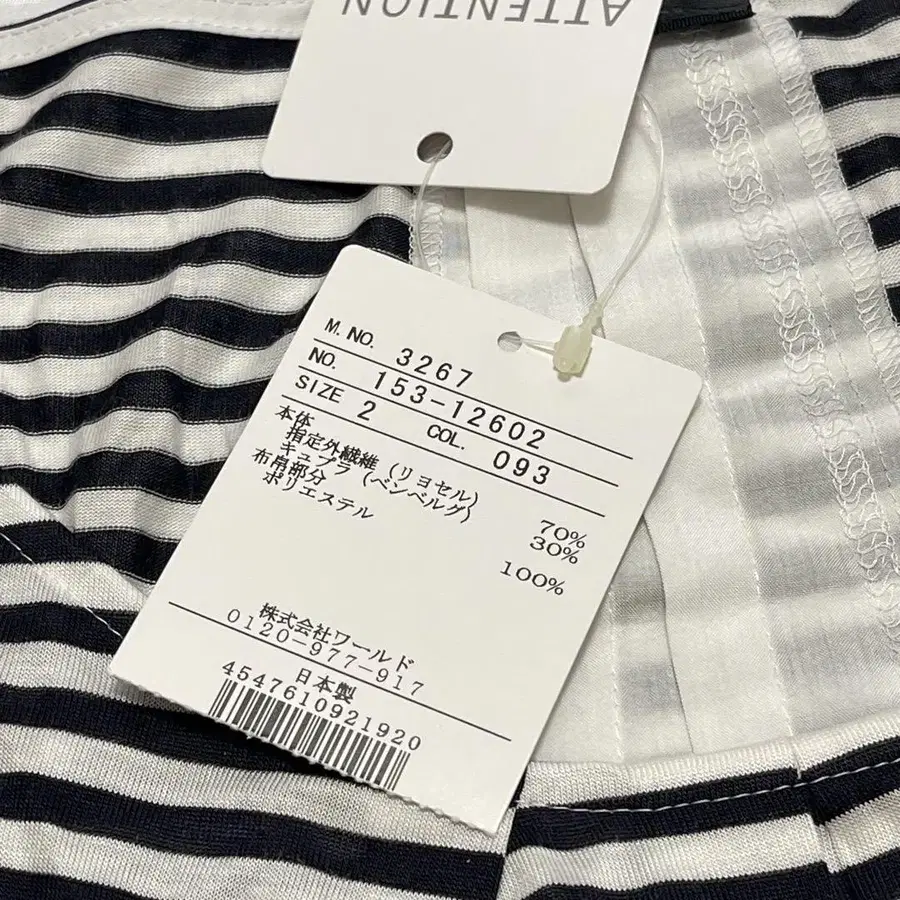 ATTENTION
M. NO. 3267
NO. 153-12602
SIZE 2 COL. 093
本体
指定外繊維 (リヨセル) 70%
キュプラ (ベンベルグ) 30%
布帛部分
ポリエステル 100%
株式会社ワールド
0120-977-917
日本製
4547610921920